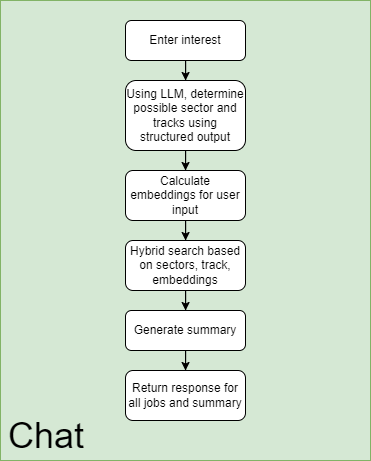 Enter interest
Using LLM, determine
possible sector and
tracks using
structured output
Calculate
embeddings for user
input
Hybrid search based
on sectors, track,
embeddings
Generate summary
Return response for
all jobs and summary
Chat